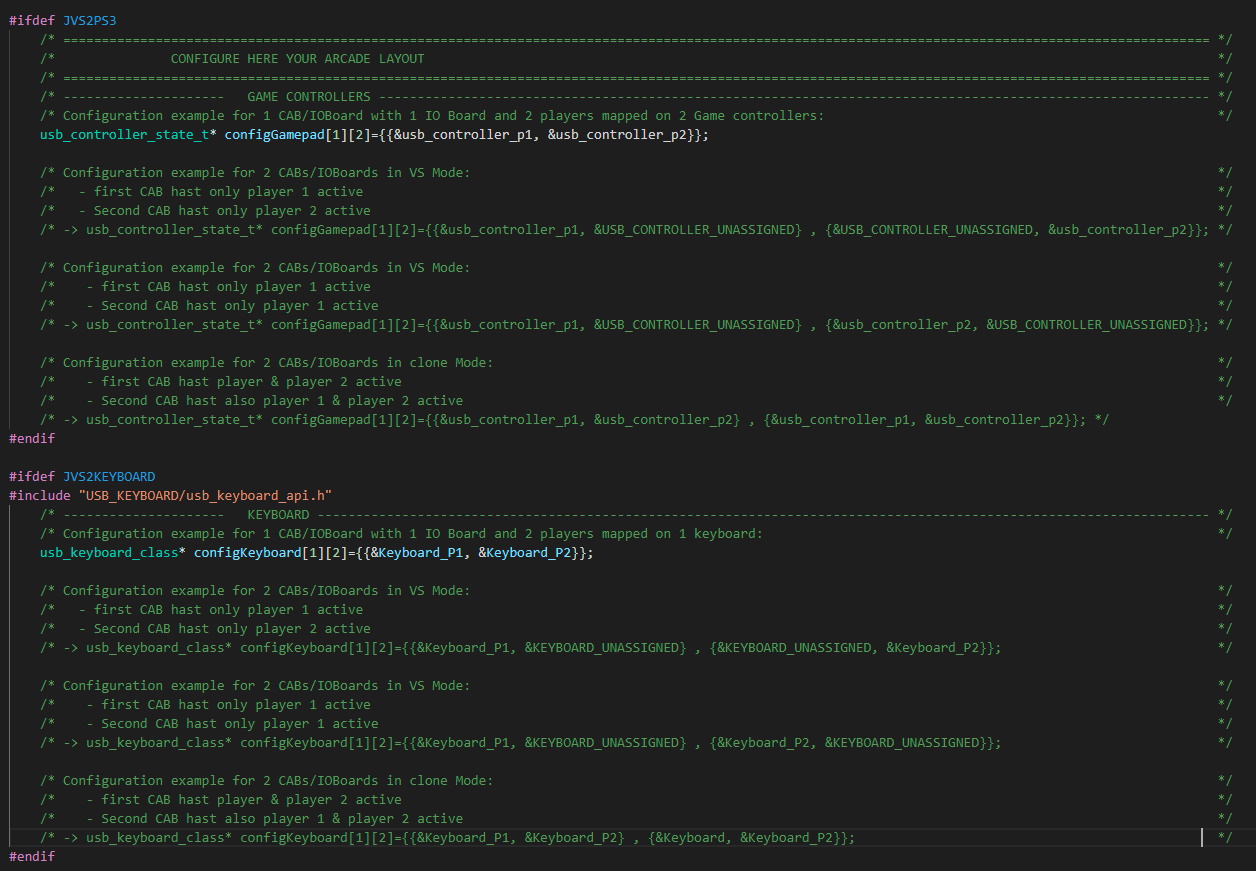 #ifdef JVS2PS3
/* ===================================================================================================================================================== */
/* CONFIGURE HERE YOUR ARCADE LAYOUT */
/* ===================================================================================================================================================== */
/* --------------------- GAME CONTROLLERS ------------------------------------------------------------------------------------------------------------ */
/* Configuration example for 1 CAB/IOBoard with 1 IO Board and 2 players mapped on 2 Game controllers: */
usb_controller_state_t* configGamepad[1][2]={{&usb_controller_p1, &usb_controller_p2}};
/* Configuration example for 2 CABs/IOBoards in VS Mode: */
/* - first CAB hast only player 1 active */
/* - Second CAB hast only player 2 active */
/* -> usb_controller_state_t* configGamepad[1][2]={{&usb_controller_p1, &USB_CONTROLLER_UNASSIGNED} , {&USB_CONTROLLER_UNASSIGNED, &usb_controller_p2}}; */
/* Configuration example for 2 CABs/IOBoards in VS Mode: */
/* - first CAB hast only player 1 active */
/* - Second CAB hast only player 1 active */
/* -> usb_controller_state_t* configGamepad[1][2]={{&usb_controller_p1, &USB_CONTROLLER_UNASSIGNED} , {&usb_controller_p2, &USB_CONTROLLER_UNASSIGNED}}; */
/* Configuration example for 2 CABs/IOBoards in clone Mode: */
/* - first CAB hast player & player 2 active */
/* - Second CAB hast also player 1 & player 2 active */
/* -> usb_controller_state_t* configGamepad[1][2]={{&usb_controller_p1, &usb_controller_p2} , {&usb_controller_p1, &usb_controller_p2}}; */
#endif
#ifdef JVS2KEYBOARD
#include "USB_KEYBOARD/usb_keyboard_api.h"
/* --------------------- KEYBOARD -------------------------------------------------------------------------------------------------------------------- */
/* Configuration example for 1 CAB/IOBoard with 1 IO Board and 2 players mapped on 1 keyboard: */
usb_keyboard_class* configKeyboard[1][2]={{&Keyboard_P1, &Keyboard_P2}};
/* Configuration example for 2 CABs/IOBoards in VS Mode: */
/* - first CAB hast only player 1 active */
/* - Second CAB hast only player 2 active */
/* -> usb_keyboard_class* configKeyboard[1][2]={{&Keyboard_P1, &KEYBOARD_UNASSIGNED} , {&KEYBOARD_UNASSIGNED, &Keyboard_P2}}; */
/* Configuration example for 2 CABs/IOBoards in VS Mode: */
/* - first CAB hast only player 1 active */
/* - Second CAB hast only player 1 active */
/* -> usb_keyboard_class* configKeyboard[1][2]={{&Keyboard_P1, &KEYBOARD_UNASSIGNED} , {&Keyboard_P2, &KEYBOARD_UNASSIGNED}}; */
/* Configuration example for 2 CABs/IOBoards in clone Mode: */
/* - first CAB hast player & player 2 active */
/* - Second CAB hast also player 1 & player 2 active */
/* -> usb_keyboard_class* configKeyboard[1][2]={{&Keyboard_P1, &Keyboard_P2} , {&Keyboard, &Keyboard_P2}}; */
#endif